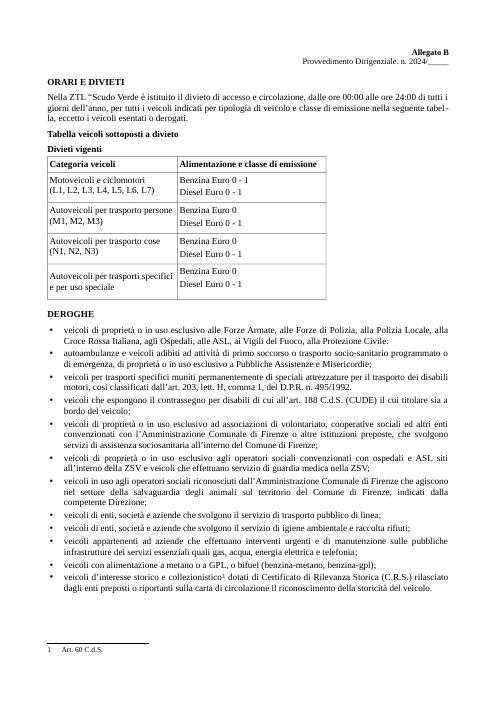 Allegato B
Provvedimento Dirigenziale. n. 2024/_____
ORARI E DIVIETI
Nella ZTL “Scudo Verde è istituito il divieto di accesso e circolazione, dalle ore 00:00 alle ore 24:00 di tutti i
giorni dell’anno, per tutti i veicoli indicati per tipologia di veicolo e classe di emissione nella seguente tabel-
la, eccetto i veicoli esentati o derogati.
Tabella veicoli sottoposti a divieto
Divieti vigenti
Categoria veicoli Alimentazione e classe di emissione
Motoveicoli e ciclomotori
(L1, L2, L3, L4, L5, L6, L7)
Benzina Euro 0 - 1
Diesel Euro 0 - 1
Autoveicoli per trasporto persone
(M1, M2, M3)
Benzina Euro 0
Diesel Euro 0 - 1
Autoveicoli per trasporto cose
(N1, N2, N3)
Benzina Euro 0
Diesel Euro 0 - 1
Autoveicoli per trasporti specifici
e per uso speciale
Benzina Euro 0
Diesel Euro 0 - 1
DEROGHE
• veicoli di proprietà o in uso esclusivo alle Forze Armate, alle Forze di Polizia, alla Polizia Locale, alla
Croce Rossa Italiana, agli Ospedali, alle ASL, ai Vigili del Fuoco, alla Protezione Civile:
• autoambulanze e veicoli adibiti ad attività di primo soccorso o trasporto socio-sanitario programmato o
di emergenza, di proprietà o in uso esclusivo a Pubbliche Assistenze e Misericordie;
• veicoli per trasporti specifici muniti permanentemente di speciali attrezzature per il trasporto dei disabili
motori, così classificati dall’art. 203, lett. H, comma 1, del D.P.R. n. 495/1992.
• veicoli che espongono il contrassegno per disabili di cui all’art. 188 C.d.S. (CUDE) il cui titolare sia a
bordo del veicolo;
• veicoli di proprietà o in uso esclusivo ad associazioni di volontariato, cooperative sociali ed altri enti
convenzionati con l’Amministrazione Comunale di Firenze o altre istituzioni preposte, che svolgono
servizi di assistenza sociosanitaria all’interno del Comune di Firenze;
• veicoli di proprietà o in uso esclusivo agli operatori sociali convenzionati con ospedali e ASL siti
all’interno della ZSV e veicoli che effettuano servizio di guardia medica nella ZSV;
• veicoli in uso agli operatori sociali riconosciuti dall’Amministrazione Comunale di Firenze che agiscono
nel settore della salvaguardia degli animali sul territorio del Comune di Firenze, indicati dalla
competente Direzione;
• veicoli di enti, società e aziende che svolgono il servizio di trasporto pubblico di linea;
• veicoli di enti, società e aziende che svolgono il servizio di igiene ambientale e raccolta rifiuti;
• veicoli appartenenti ad aziende che effettuano interventi urgenti e di manutenzione sulle pubbliche
infrastrutture dei servizi essenziali quali gas, acqua, energia elettrica e telefonia;
• veicoli con alimentazione a metano o a GPL, o bifuel (benzina-metano, benzina-gpl);
• veicoli d’interesse storico e collezionistico¹ dotati di Certificato di Rilevanza Storica (C.R.S.) rilasciato
dagli enti preposti o riportanti sulla carta di circolazione il riconoscimento della storicità del veicolo.
1 Art. 60 C.d.S.